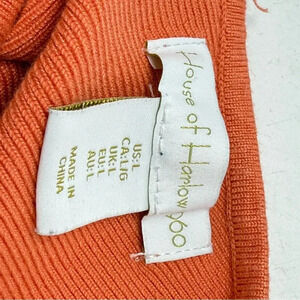 House of Harlow 1960
US:L
CA:L/G
UK:L
EU:L
AU:L
MADE IN
CHINA